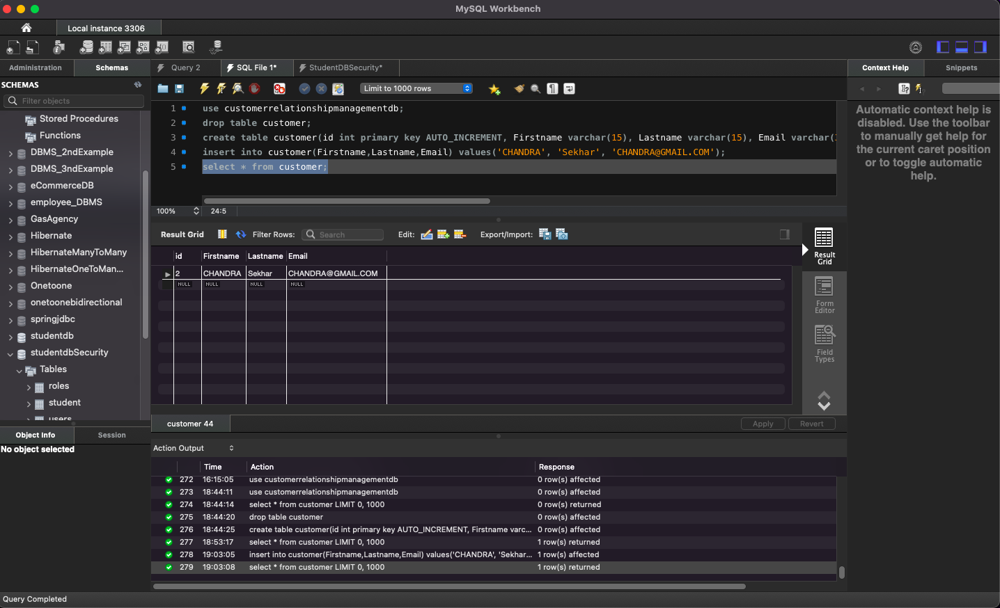 MySQL Workbench
Local instance 3306
Administration
Schemas
Query 2
SQL File 1*
StudentDBSecurity*
Context Help
Snippets
SCHEMAS
Filter objects
Stored Procedures
Functions
DBMS_2ndExample
DBMS_3ndExample
eCommerceDB
employee_DBMS
GasAgency
Hibernate
HibernateManyToMany
HibernateOneToMan...
Onetoone
onetoonebidirectional
springjdbc
studentdb
studentdbSecurity
Tables
roles
student
users
Object Info
Session
No object selected
Limit to 1000 rows
1 use customerrelationshipmanagementdb;
2 drop table customer;
3 create table customer(id int primary key AUTO_INCREMENT, Firstname varchar(15), Lastname varchar(15), Email varchar(
4 insert into customer(Firstname,Lastname,Email) values('CHANDRA', 'Sekhar', 'CHANDRA@GMAIL.COM');
5 select * from customer;
100%
24:5
Result Grid
Filter Rows:
Search
Edit:
Export/Import:
id Firstname Lastname Email
2 CHANDRA Sekhar CHANDRA@GMAIL.COM
NULL NULL NULL NULL
Result
Grid
Form
Editor
Field
Types
customer 44
Apply
Revert
Action Output
Time Action Response
272 16:15:05 use customerrelationshipmanagementdb 0 row(s) affected
273 18:44:11 use customerrelationshipmanagementdb 0 row(s) affected
274 18:44:14 select * from customer LIMIT 0, 1000 0 row(s) returned
275 18:44:20 drop table customer 0 row(s) affected
276 18:44:25 create table customer(id int primary key AUTO_INCREMENT, Firstname varc... 0 row(s) affected
277 18:53:17 select * from customer LIMIT 0, 1000 1 row(s) returned
278 19:03:05 insert into customer(Firstname,Lastname,Email) values('CHANDRA', 'Sekhar... 1 row(s) affected
279 19:03:08 select * from customer LIMIT 0, 1000 1 row(s) returned
Automatic context help is
disabled. Use the toolbar
to manually get help for
the current caret position
or to toggle automatic
help.
Query Completed